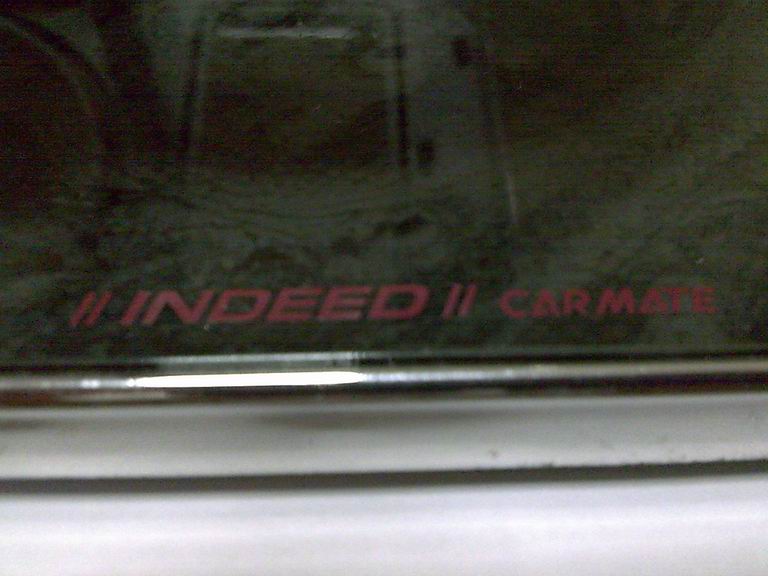 // INDEED // CARMATE